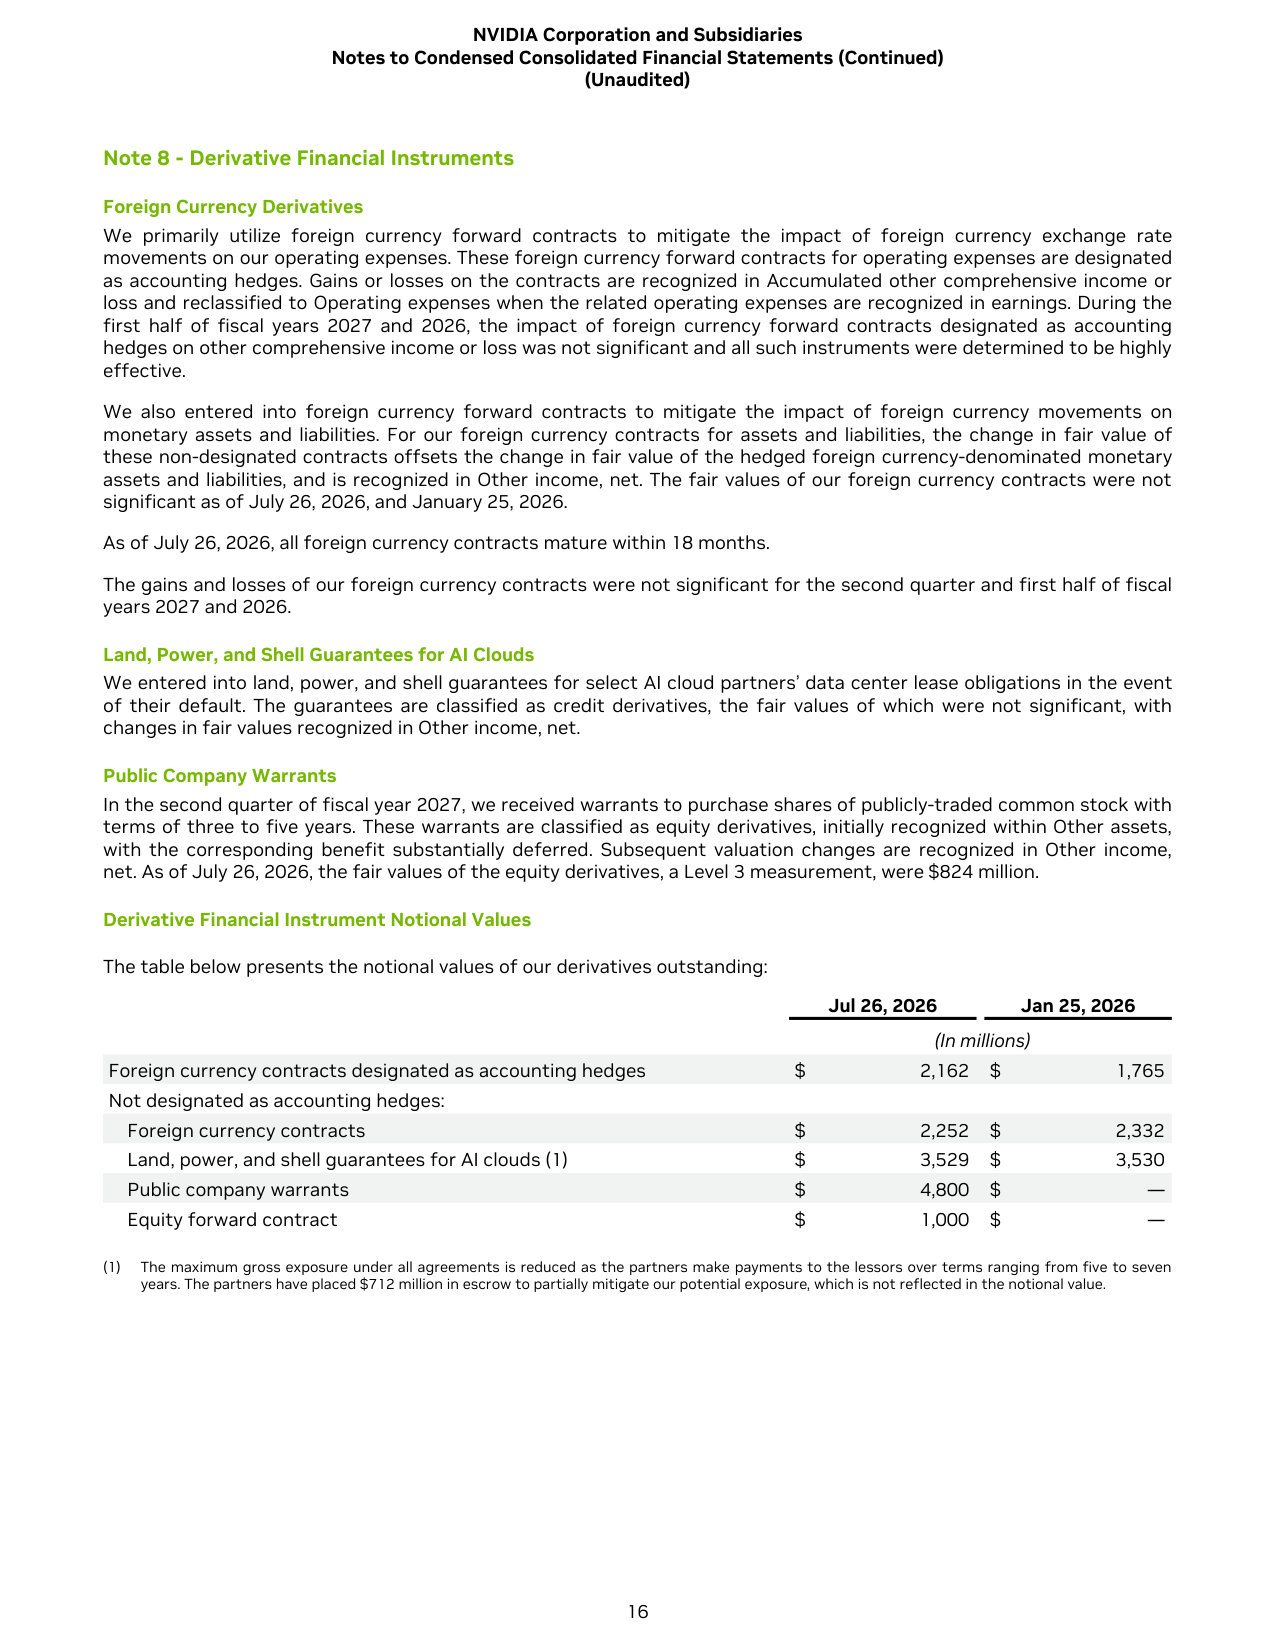 NVIDIA Corporation and Subsidiaries
Notes to Condensed Consolidated Financial Statements (Continued)
(Unaudited)
Note 8 - Derivative Financial Instruments
Foreign Currency Derivatives
We primarily utilize foreign currency forward contracts to mitigate the impact of foreign currency exchange rate
movements on our operating expenses. These foreign currency forward contracts for operating expenses are designated
as accounting hedges. Gains or losses on the contracts are recognized in Accumulated other comprehensive income or
loss and reclassified to Operating expenses when the related operating expenses are recognized in earnings. During the
first half of fiscal years 2027 and 2026, the impact of foreign currency forward contracts designated as accounting
hedges on other comprehensive income or loss was not significant and all such instruments were determined to be highly
effective.
We also entered into foreign currency forward contracts to mitigate the impact of foreign currency movements on
monetary assets and liabilities. For our foreign currency contracts for assets and liabilities, the change in fair value of
these non-designated contracts offsets the change in fair value of the hedged foreign currency-denominated monetary
assets and liabilities, and is recognized in Other income, net. The fair values of our foreign currency contracts were not
significant as of July 26, 2026, and January 25, 2026.
As of July 26, 2026, all foreign currency contracts mature within 18 months.
The gains and losses of our foreign currency contracts were not significant for the second quarter and first half of fiscal
years 2027 and 2026.
Land, Power, and Shell Guarantees for AI Clouds
We entered into land, power, and shell guarantees for select AI cloud partners’ data center lease obligations in the event
of their default. The guarantees are classified as credit derivatives, the fair values of which were not significant, with
changes in fair values recognized in Other income, net.
Public Company Warrants
In the second quarter of fiscal year 2027, we received warrants to purchase shares of publicly-traded common stock with
terms of three to five years. These warrants are classified as equity derivatives, initially recognized within Other assets,
with the corresponding benefit substantially deferred. Subsequent valuation changes are recognized in Other income,
net. As of July 26, 2026, the fair values of the equity derivatives, a Level 3 measurement, were $824 million.
Derivative Financial Instrument Notional Values
The table below presents the notional values of our derivatives outstanding:
Jul 26, 2026 Jan 25, 2026
(In millions)
Foreign currency contracts designated as accounting hedges $ 2,162 $ 1,765
Not designated as accounting hedges:
Foreign currency contracts $ 2,252 $ 2,332
Land, power, and shell guarantees for AI clouds (1) $ 3,529 $ 3,530
Public company warrants $ 4,800 $ —
Equity forward contract $ 1,000 $ —
(1) The maximum gross exposure under all agreements is reduced as the partners make payments to the lessors over terms ranging from five to seven
years. The partners have placed $712 million in escrow to partially mitigate our potential exposure, which is not reflected in the notional value.
16